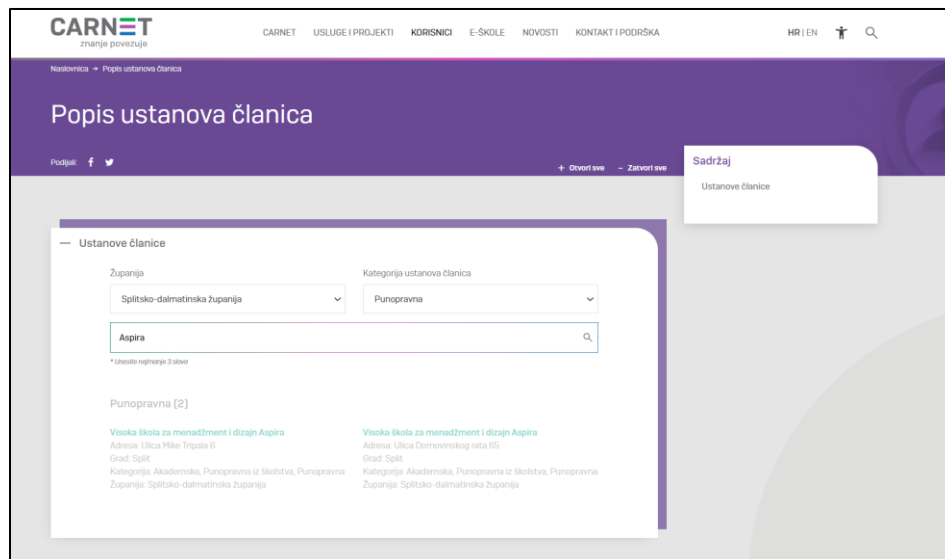 CARNET
znanje povezuje
CARNET USLUGE I PROJEKTI KORISNICI E-ŠKOLE NOVOSTI KONTAKT I PODRŠKA
HR | EN
Naslovnica → Popis ustanova članica
Popis ustanova članica
Podijeli:
+ Otvori sve − Zatvori sve
Sadržaj
Ustanove članice
— Ustanove članice
Županija
Splitsko-dalmatinska županija
Kategorija ustanova članica
Punopravna
Aspira
* Unesite najmanje 3 slova
Punopravna (2)
Visoka škola za menadžment i dizajn Aspira
Adresa: Ulica Mike Tripala 6
Grad: Split
Kategorija: Akademska, Punopravna iz školstva, Punopravna
Županija: Splitsko-dalmatinska županija
Visoka škola za menadžment i dizajn Aspira
Adresa: Ulica Domovinskog rata 65
Grad: Split
Kategorija: Akademska, Punopravna iz školstva, Punopravna
Županija: Splitsko-dalmatinska županija